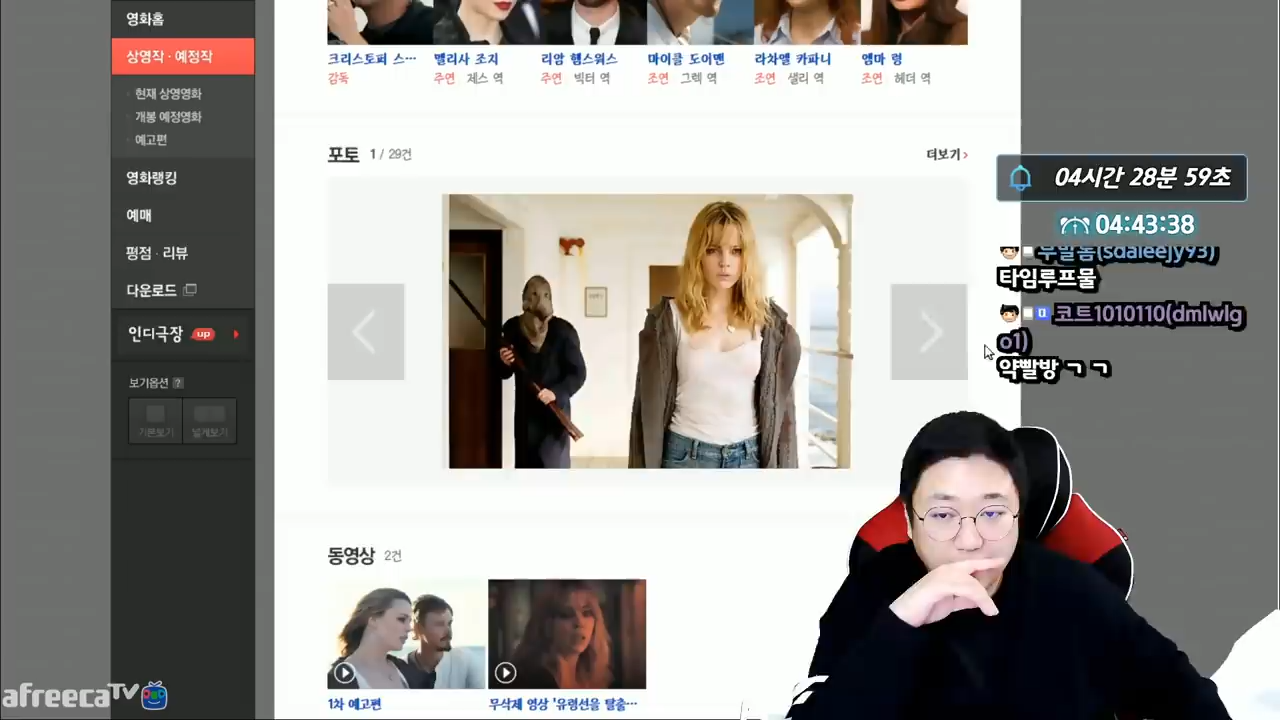 영화홈
상영작 · 예정작
현재 상영영화
개봉 예정영화
예고편
영화랭킹
예매
평점 · 리뷰
다운로드
인디극장 up
보기옵션 ?
기본보기 넓게보기
크리스토퍼 스… 멜리사 조지 리암 헴스워스 마이클 도어맨 라차엘 카파니 엠마 렁
감독 주연 제스 역 주연 빅터 역 조연 그렉 역 조연 샐리 역 조연 헤더 역
포토 1 / 29건 더보기
동영상 2건
1차 예고편 무삭제 영상 '유령선을 탈출…
04시간 28분 59초
04:43:38
(sdaleejy93)
타임루프물
코트1010110(dmlwlg
o1)
약빨방 ㄱ ㄱ
afreecaTV